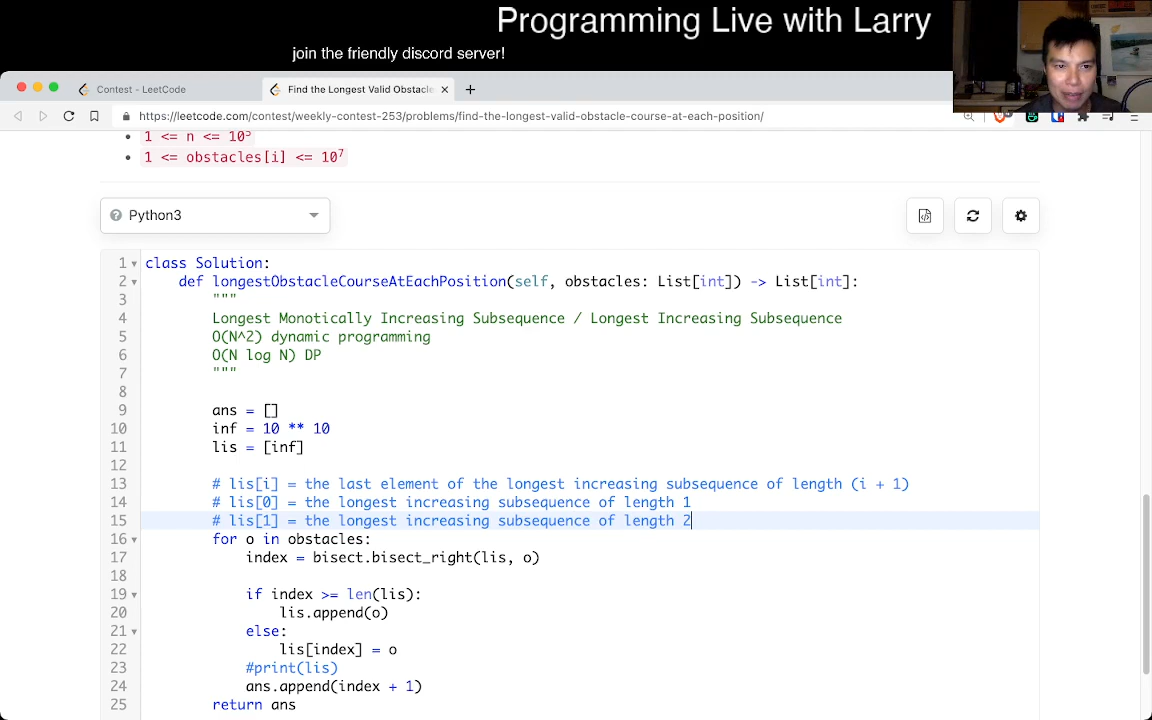 Programming Live with Larry
join the friendly discord server!
Contest - LeetCode
Find the Longest Valid Obstacle
https://leetcode.com/contest/weekly-contest-253/problems/find-the-longest-valid-obstacle-course-at-each-position/
• 1 <= n <= 10⁵
• 1 <= obstacles[i] <= 10⁷
Python3
1 class Solution:
2     def longestObstacleCourseAtEachPosition(self, obstacles: List[int]) -> List[int]:
3         """
4         Longest Monotically Increasing Subsequence / Longest Increasing Subsequence
5         O(N^2) dynamic programming
6         O(N log N) DP
7         """
8
9         ans = []
10         inf = 10 ** 10
11         lis = [inf]
12
13         # lis[i] = the last element of the longest increasing subsequence of length (i + 1)
14         # lis[0] = the longest increasing subsequence of length 1
15         # lis[1] = the longest increasing subsequence of length 2
16         for o in obstacles:
17             index = bisect.bisect_right(lis, o)
18
19             if index >= len(lis):
20                 lis.append(o)
21             else:
22                 lis[index] = o
23             #print(lis)
24             ans.append(index + 1)
25         return ans